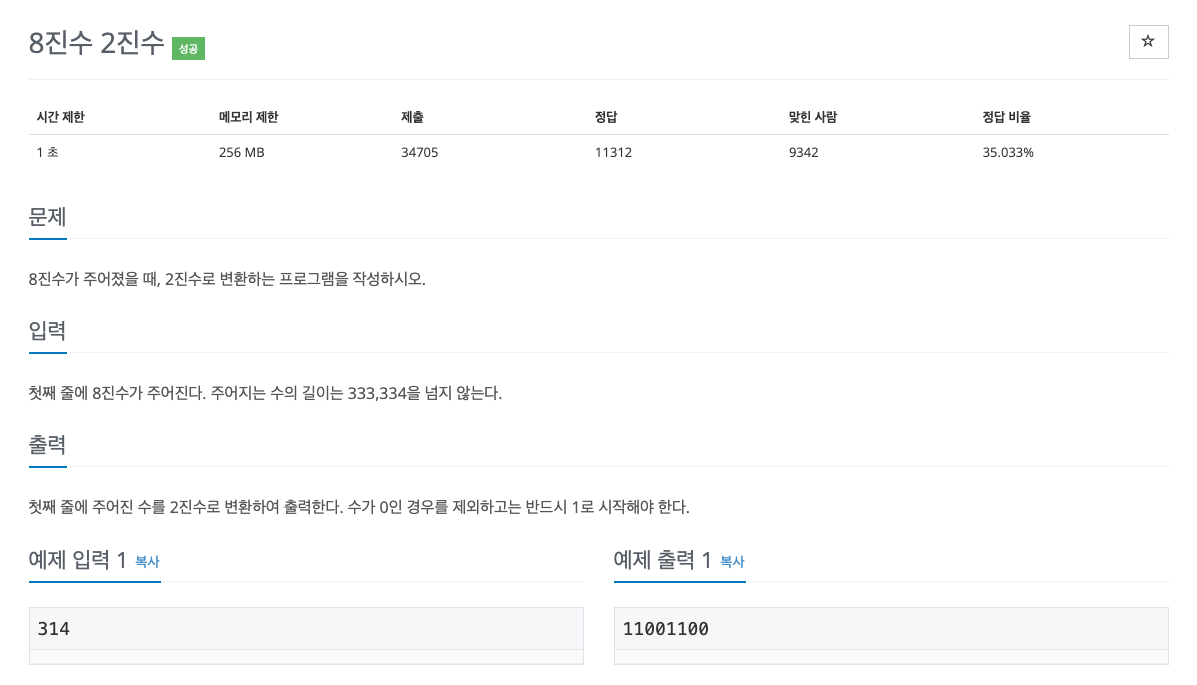 8진수 2진수 성공
☆
시간 제한 메모리 제한 제출 정답 맞힌 사람 정답 비율
1 초 256 MB 34705 11312 9342 35.033%
문제
8진수가 주어졌을 때, 2진수로 변환하는 프로그램을 작성하시오.
입력
첫째 줄에 8진수가 주어진다. 주어지는 수의 길이는 333,334을 넘지 않는다.
출력
첫째 줄에 주어진 수를 2진수로 변환하여 출력한다. 수가 0인 경우를 제외하고는 반드시 1로 시작해야 한다.
예제 입력 1 복사
314
예제 출력 1 복사
11001100